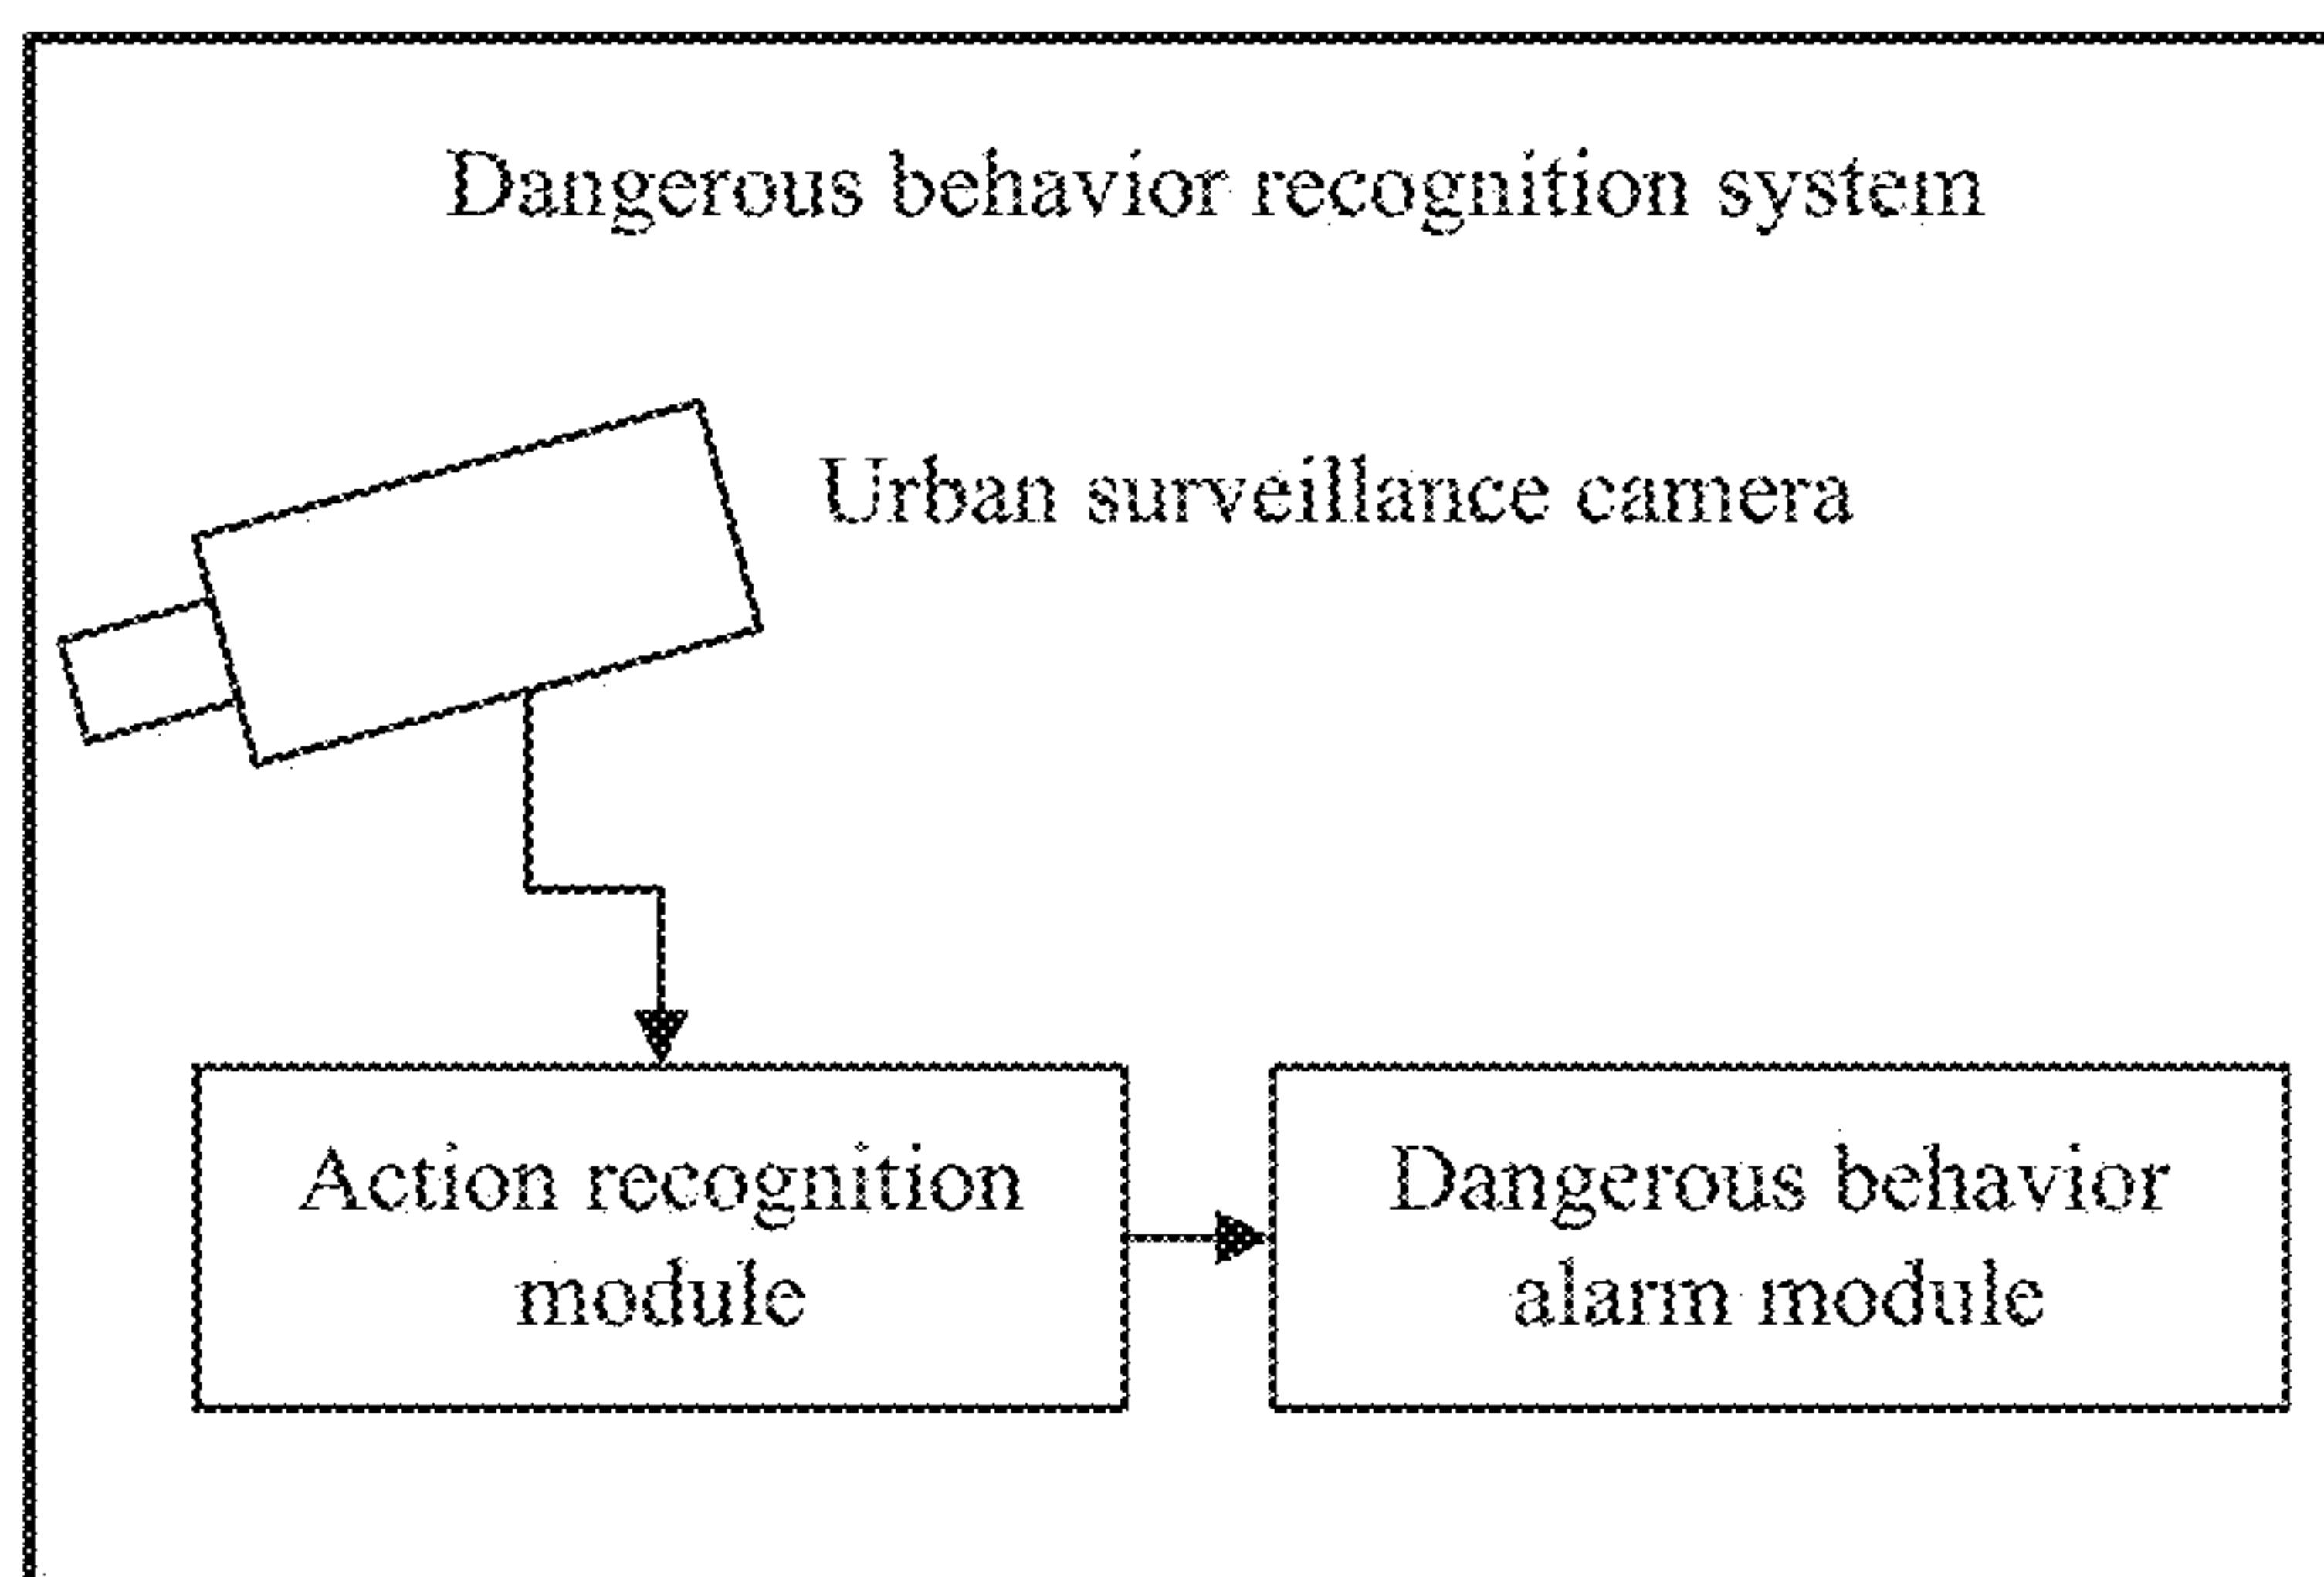 Dangerous behavior recognition system
Urban surveillance camera
Action recognition
module
Dangerous behavior
alarm module